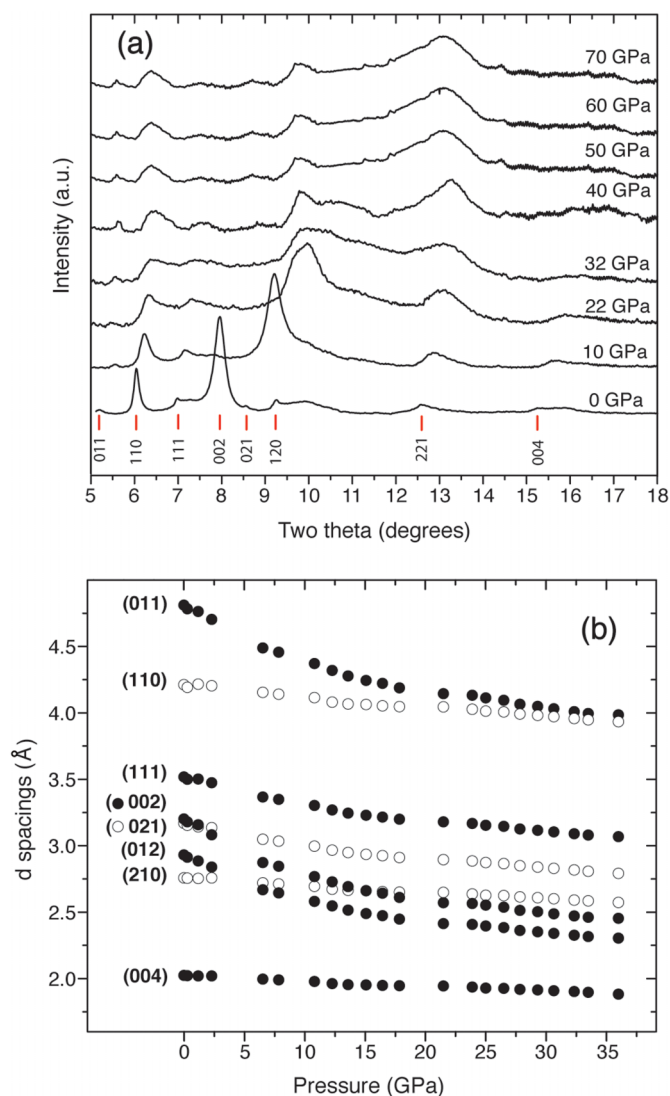 (a)
70 GPa
60 GPa
50 GPa
40 GPa
32 GPa
22 GPa
10 GPa
0 GPa
Intensity (a.u.)
011 110 111 002 021 120 221 004
5 6 7 8 9 10 11 12 13 14 15 16 17 18
Two theta (degrees)
(b)
(011)
(110)
(111)
(● 002)
(○ 021)
(012)
(210)
(004)
4.5
4.0
3.5
3.0
2.5
2.0
d spacings (Å)
0 5 10 15 20 25 30 35
Pressure (GPa)